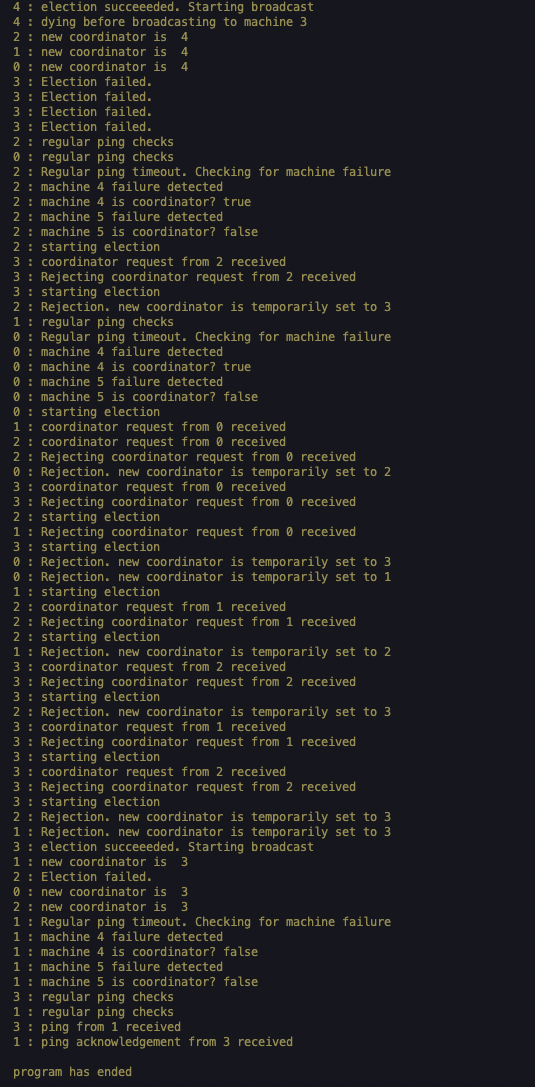 4 : election succeeeded. Starting broadcast
4 : dying before broadcasting to machine 3
2 : new coordinator is  4
1 : new coordinator is  4
0 : new coordinator is  4
3 : Election failed.
3 : Election failed.
3 : Election failed.
3 : Election failed.
2 : regular ping checks
0 : regular ping checks
2 : Regular ping timeout. Checking for machine failure
2 : machine 4 failure detected
2 : machine 4 is coordinator? true
2 : machine 5 failure detected
2 : machine 5 is coordinator? false
2 : starting election
3 : coordinator request from 2 received
3 : Rejecting coordinator request from 2 received
3 : starting election
2 : Rejection. new coordinator is temporarily set to 3
1 : regular ping checks
0 : Regular ping timeout. Checking for machine failure
0 : machine 4 failure detected
0 : machine 4 is coordinator? true
0 : machine 5 failure detected
0 : machine 5 is coordinator? false
0 : starting election
1 : coordinator request from 0 received
2 : coordinator request from 0 received
2 : Rejecting coordinator request from 0 received
0 : Rejection. new coordinator is temporarily set to 2
3 : coordinator request from 0 received
3 : Rejecting coordinator request from 0 received
2 : starting election
1 : Rejecting coordinator request from 0 received
3 : starting election
0 : Rejection. new coordinator is temporarily set to 3
0 : Rejection. new coordinator is temporarily set to 1
1 : starting election
2 : coordinator request from 1 received
2 : Rejecting coordinator request from 1 received
2 : starting election
1 : Rejection. new coordinator is temporarily set to 2
3 : coordinator request from 2 received
3 : Rejecting coordinator request from 2 received
3 : starting election
2 : Rejection. new coordinator is temporarily set to 3
3 : coordinator request from 1 received
3 : Rejecting coordinator request from 1 received
3 : starting election
3 : coordinator request from 2 received
3 : Rejecting coordinator request from 2 received
3 : starting election
2 : Rejection. new coordinator is temporarily set to 3
1 : Rejection. new coordinator is temporarily set to 3
3 : election succeeeded. Starting broadcast
1 : new coordinator is  3
2 : Election failed.
0 : new coordinator is  3
2 : new coordinator is  3
1 : Regular ping timeout. Checking for machine failure
1 : machine 4 failure detected
1 : machine 4 is coordinator? false
1 : machine 5 failure detected
1 : machine 5 is coordinator? false
3 : regular ping checks
1 : regular ping checks
3 : ping from 1 received
1 : ping acknowledgement from 3 received
program has ended